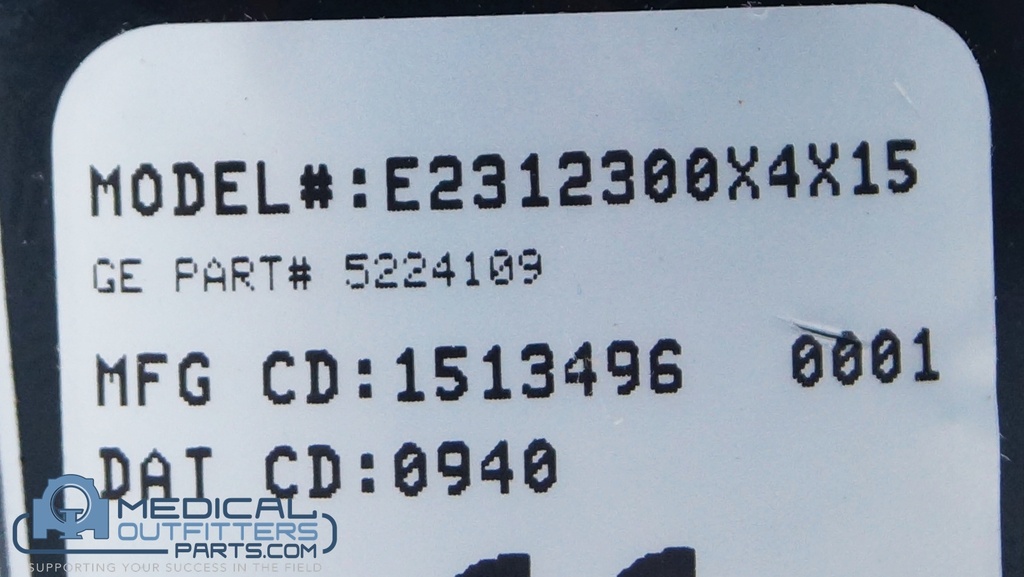 MODEL#:E2312300X4X15
GE PART# 5224109
MFG CD:1513496 0001
DAT CD:0940
MEDICAL
OUTFITTERS
PARTS.COM
SUPPORTING YOUR SUCCESS IN THE FIELD